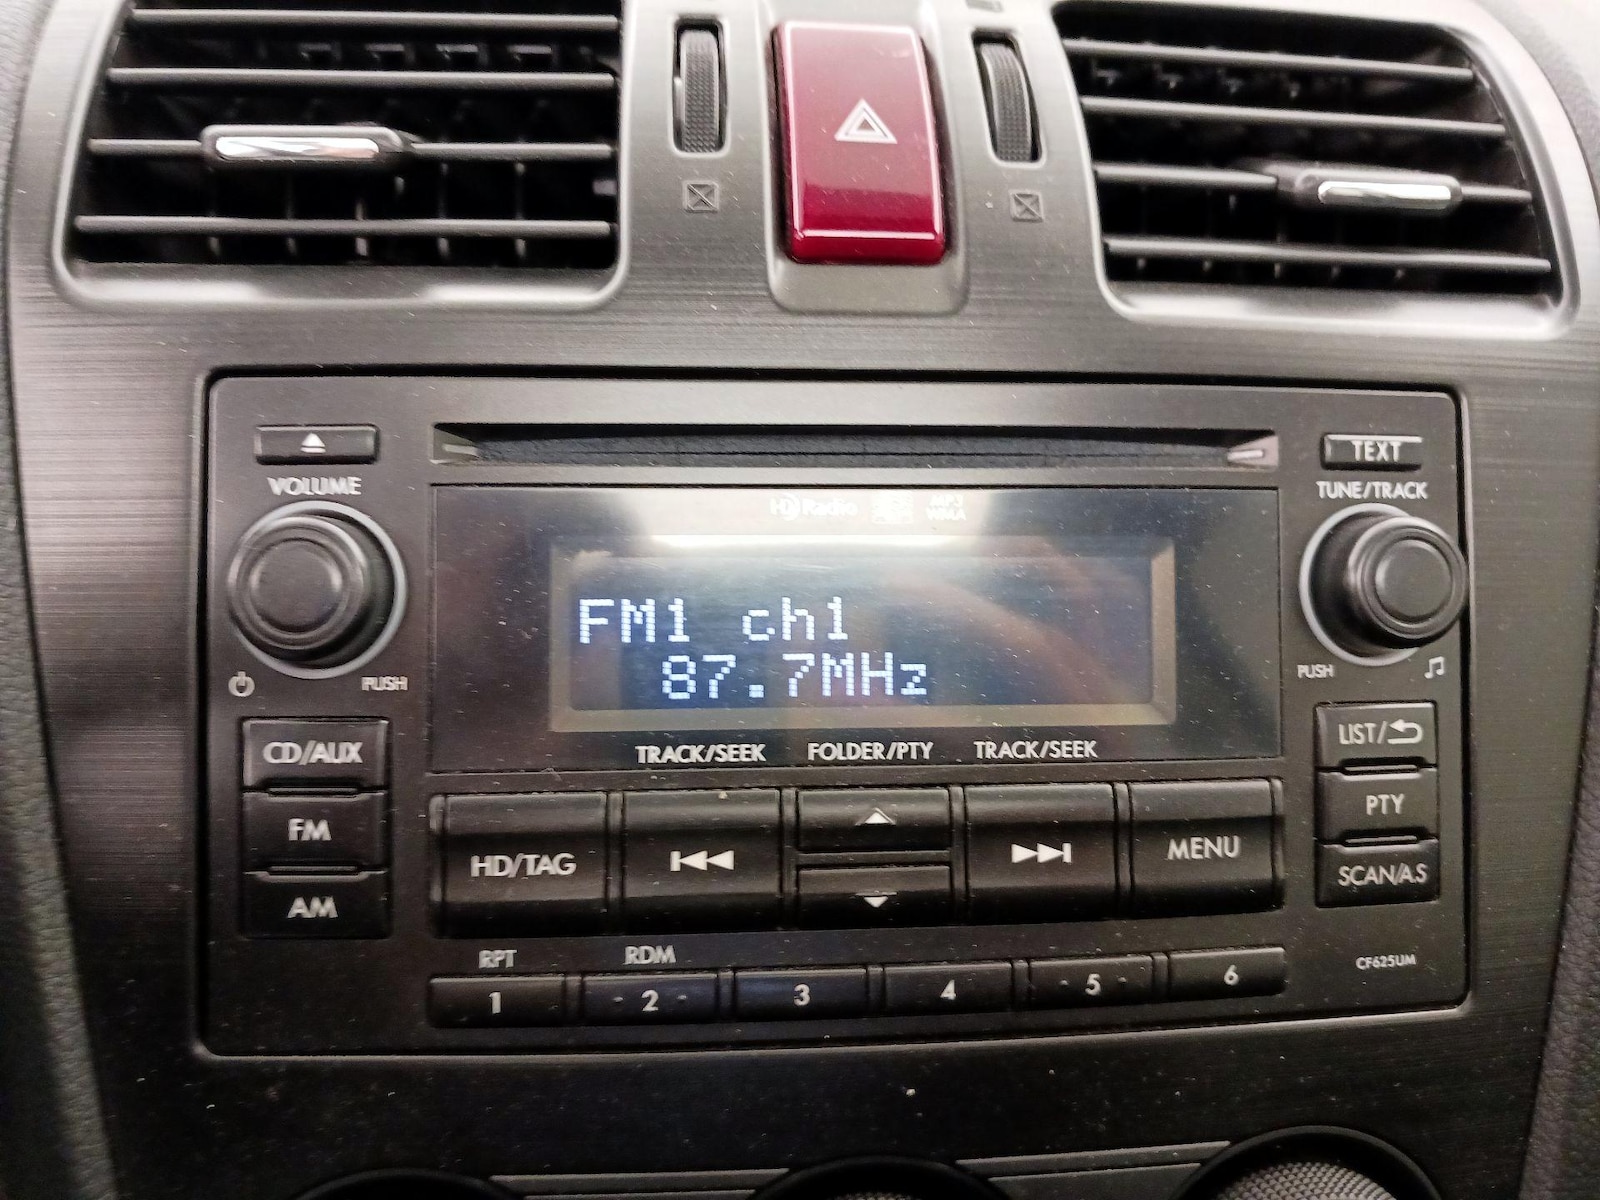 HD Radio MP3 WMA
TEXT
VOLUME
TUNE/TRACK
FM1 ch1
87.7MHz
PUSH
PUSH
TRACK/SEEK FOLDER/PTY TRACK/SEEK
CD/AUX
FM
AM
HD/TAG
MENU
LIST/
PTY
SCAN/A.S
RPT RDM
1 2 3 4 5 6
CF625UM